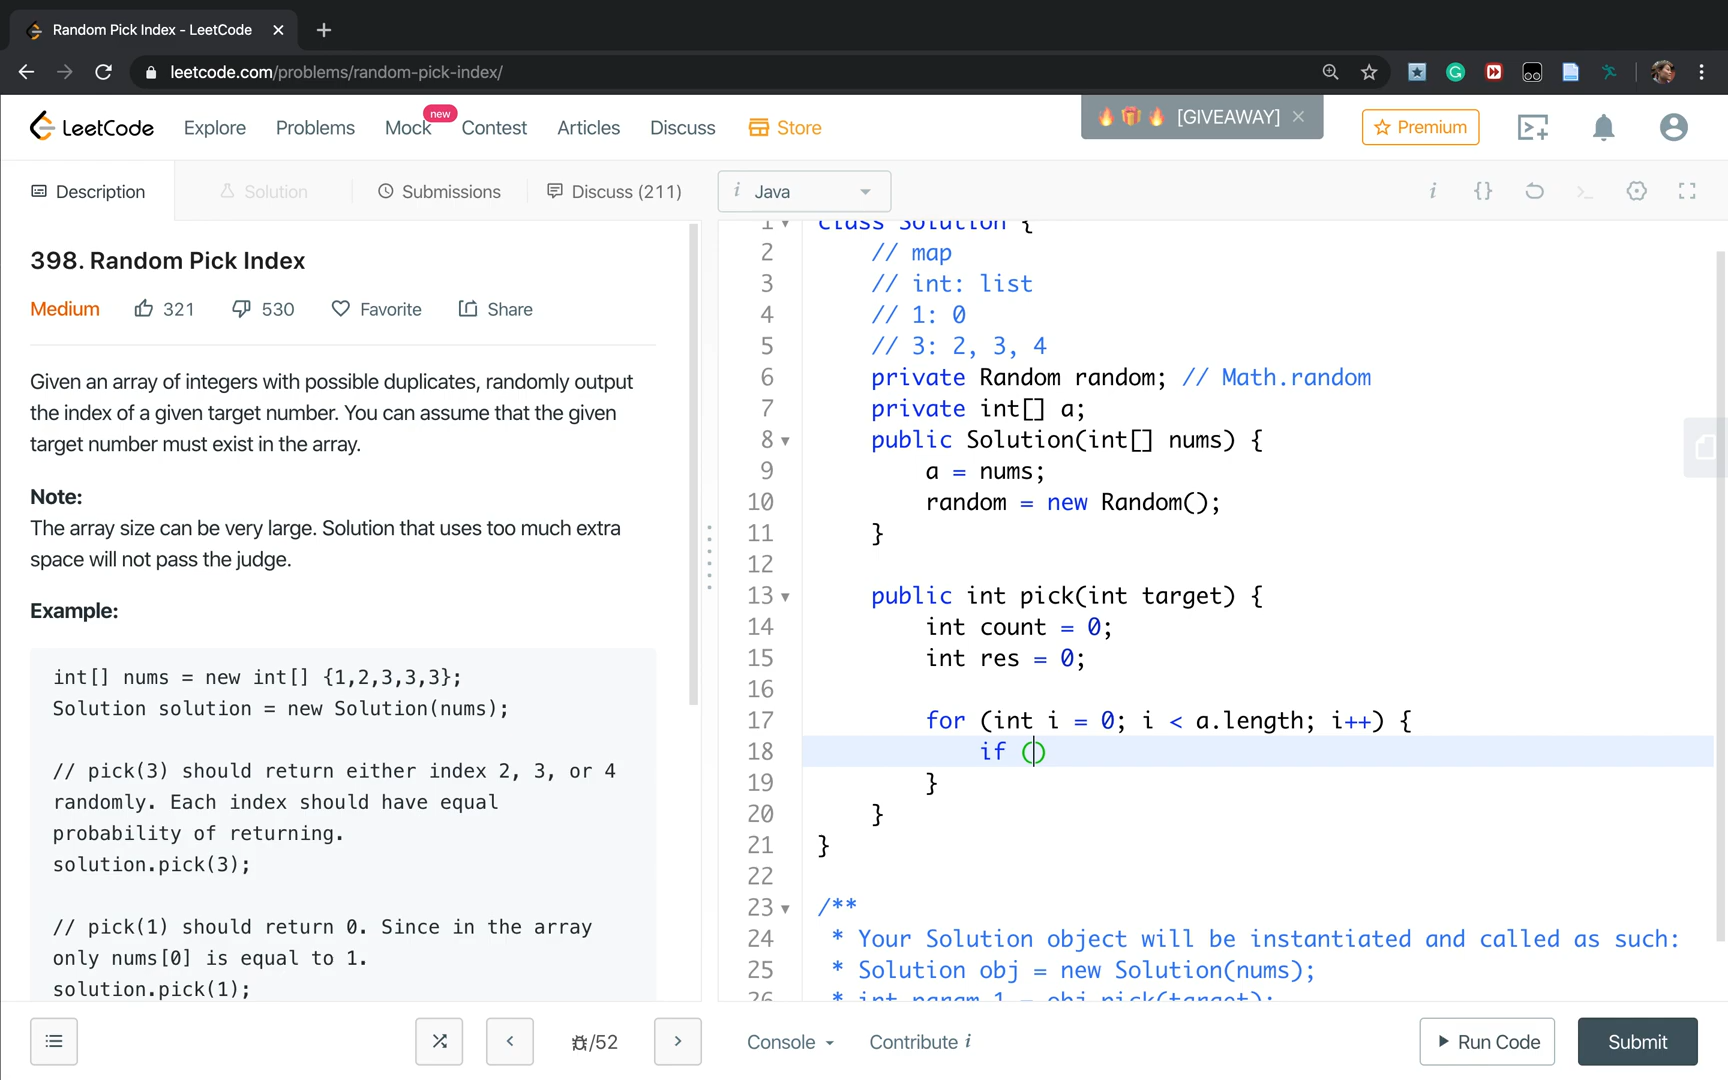 Random Pick Index - LeetCode
leetcode.com/problems/random-pick-index/
LeetCode
Explore
Problems
Mock
new
Contest
Articles
Discuss
Store
[GIVEAWAY]
Premium
Description
Solution
Submissions
Discuss (211)
i Java
398. Random Pick Index
Medium
321
530
Favorite
Share
Given an array of integers with possible duplicates, randomly output
the index of a given target number. You can assume that the given
target number must exist in the array.
Note:
The array size can be very large. Solution that uses too much extra
space will not pass the judge.
Example:
int[] nums = new int[] {1,2,3,3,3};
Solution solution = new Solution(nums);
// pick(3) should return either index 2, 3, or 4
randomly. Each index should have equal
probability of returning.
solution.pick(3);
// pick(1) should return 0. Since in the array
only nums[0] is equal to 1.
solution.pick(1);
1 class Solution {
2 // map
3 // int: list
4 // 1: 0
5 // 3: 2, 3, 4
6 private Random random; // Math.random
7 private int[] a;
8 public Solution(int[] nums) {
9 a = nums;
10 random = new Random();
11 }
12
13 public int pick(int target) {
14 int count = 0;
15 int res = 0;
16
17 for (int i = 0; i < a.length; i++) {
18 if ()
19 }
20 }
21 }
22
23 /**
24 * Your Solution object will be instantiated and called as such:
25 * Solution obj = new Solution(nums);
26 * int param_1 = obj.pick(target);
/52
Console
Contribute i
Run Code
Submit